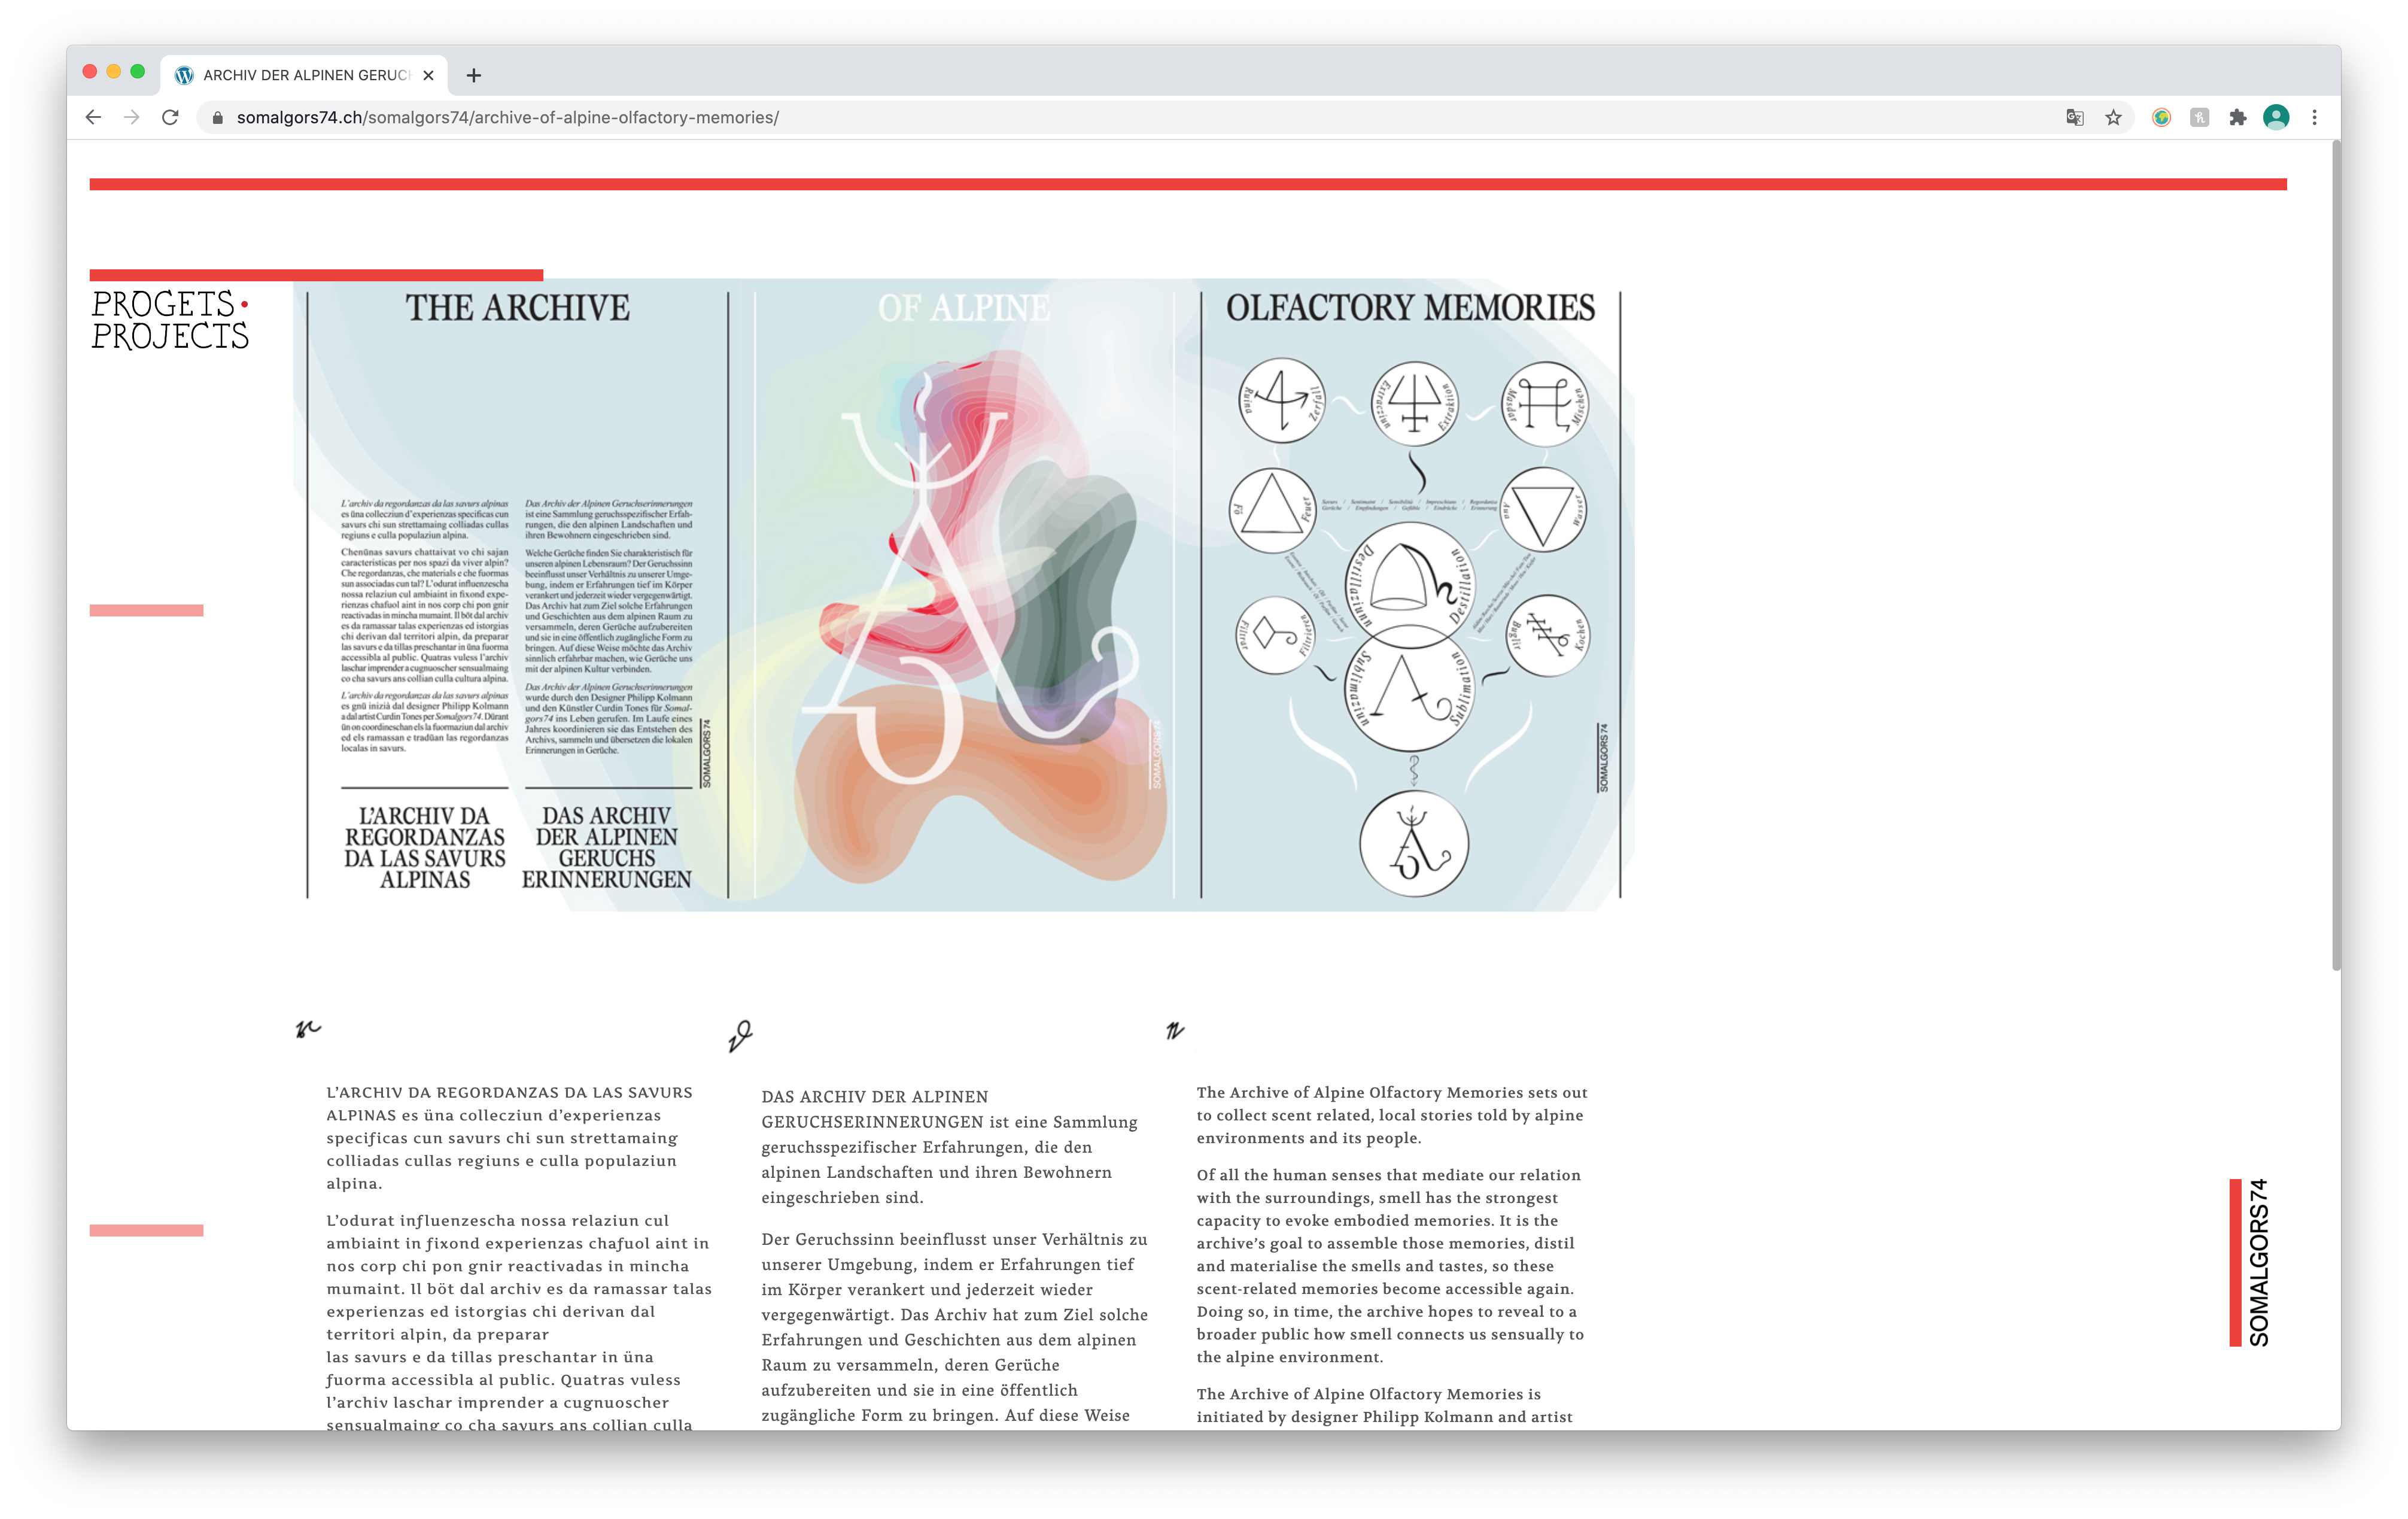 ARCHIV DER ALPINEN GERUCH
somalgors74.ch/somalgors74/archive-of-alpine-olfactory-memories/
PROGETS •
PROJECTS
THE ARCHIVE
L'archiv da regordanzas da las savurs alpinas
es üna collecziun d'experienzas specificas cun
savurs chi sun strettamaing colliadas cullas
regiuns e culla populaziun alpina.
Chenünas savurs chattaivat vo chi sajan
caracteristicas per nos spazi da viver alpin?
Che regordanzas, che materials e che fuormas
sun associadas cun tal? L'odurat influenzescha
nossa relaziun cul ambiaint in fixond expe-
rienzas chafuol aint in nos corp chi pon gnir
reactivadas in mincha mumaint. Il böt dal archiv
es da ramassar talas experienzas ed istorgias
chi derivan dal territori alpin, da preparar
las savurs e da tillas preschantar in üna fuorma
accessibla al public. Quatras vuless l'archiv
laschar imprender a cugnuoscher sensualmaing
co cha savurs ans collian culla cultura alpina.
L'archiv da regordanzas da las savurs alpinas
es gnü inizià dal designer Philipp Kolmann
a dal artist Curdin Tones per Somalgors74. Dürant
ün on coordineschan els la fuormaziun dal archiv
ed els ramassan e tradüan las regordanzas
localas in savurs.
L'ARCHIV DA
REGORDANZAS
DA LAS SAVURS
ALPINAS
Das Archiv der Alpinen Geruchserinnerungen
ist eine Sammlung geruchsspezifischer Erfah-
rungen, die den alpinen Landschaften und
ihren Bewohnern eingeschrieben sind.
Welche Gerüche finden Sie charakteristisch für
unseren alpinen Lebensraum? Der Geruchssinn
beeinflusst unser Verhältnis zu unserer Umge-
bung, indem er Erfahrungen tief im Körper
verankert und jederzeit wieder vergegenwärtigt.
Das Archiv hat zum Ziel solche Erfahrungen
und Geschichten aus dem alpinen Raum zu
versammeln, deren Gerüche aufzubereiten
und sie in eine öffentlich zugängliche Form zu
bringen. Auf diese Weise möchte das Archiv
sinnlich erfahrbar machen, wie Gerüche uns
mit der alpinen Kultur verbinden.
Das Archiv der Alpinen Geruchserinnerungen
wurde durch den Designer Philipp Kolmann
und den Künstler Curdin Tones für Somal-
gors74 ins Leben gerufen. Im Laufe eines
Jahres koordinieren sie das Entstehen des
Archivs, sammeln und übersetzen die lokalen
Erinnerungen in Gerüche.
DAS ARCHIV
DER ALPINEN
GERUCHS
ERINNERUNGEN
SOMALGORS74
OF ALPINE
SOMALGORS74
OLFACTORY MEMORIES
Ruina Zerfall
Extracziun Extraktion
Masdar Mischen
Fö Feuer
Savurs / Sentimaint / Sensibilità / Impreschiuns / Regordanza
Gerüche / Empfindungen / Gefühle / Eindrücke / Erinnerung
Aua Wasser
Destillaziun Destillation
Filtrar Filtrieren
Buglir Kochen
Sublimaziun Sublimation
SOMALGORS74
L'ARCHIV DA REGORDANZAS DA LAS SAVURS
ALPINAS es üna collecziun d'experienzas
specificas cun savurs chi sun strettamaing
colliadas cullas regiuns e culla populaziun
alpina.
L'odurat influenzescha nossa relaziun cul
ambiaint in fixond experienzas chafuol aint in
nos corp chi pon gnir reactivadas in mincha
mumaint. Il böt dal archiv es da ramassar talas
experienzas ed istorgias chi derivan dal
territori alpin, da preparar
las savurs e da tillas preschantar in üna
fuorma accessibla al public. Quatras vuless
l'archiv laschar imprender a cugnuoscher
sensualmaing co cha savurs ans collian culla
DAS ARCHIV DER ALPINEN
GERUCHSERINNERUNGEN ist eine Sammlung
geruchsspezifischer Erfahrungen, die den
alpinen Landschaften und ihren Bewohnern
eingeschrieben sind.
Der Geruchssinn beeinflusst unser Verhältnis zu
unserer Umgebung, indem er Erfahrungen tief
im Körper verankert und jederzeit wieder
vergegenwärtigt. Das Archiv hat zum Ziel solche
Erfahrungen und Geschichten aus dem alpinen
Raum zu versammeln, deren Gerüche
aufzubereiten und sie in eine öffentlich
zugängliche Form zu bringen. Auf diese Weise
The Archive of Alpine Olfactory Memories sets out
to collect scent related, local stories told by alpine
environments and its people.
Of all the human senses that mediate our relation
with the surroundings, smell has the strongest
capacity to evoke embodied memories. It is the
archive's goal to assemble those memories, distil
and materialise the smells and tastes, so these
scent-related memories become accessible again.
Doing so, in time, the archive hopes to reveal to a
broader public how smell connects us sensually to
the alpine environment.
The Archive of Alpine Olfactory Memories is
initiated by designer Philipp Kolmann and artist
SOMALGORS74